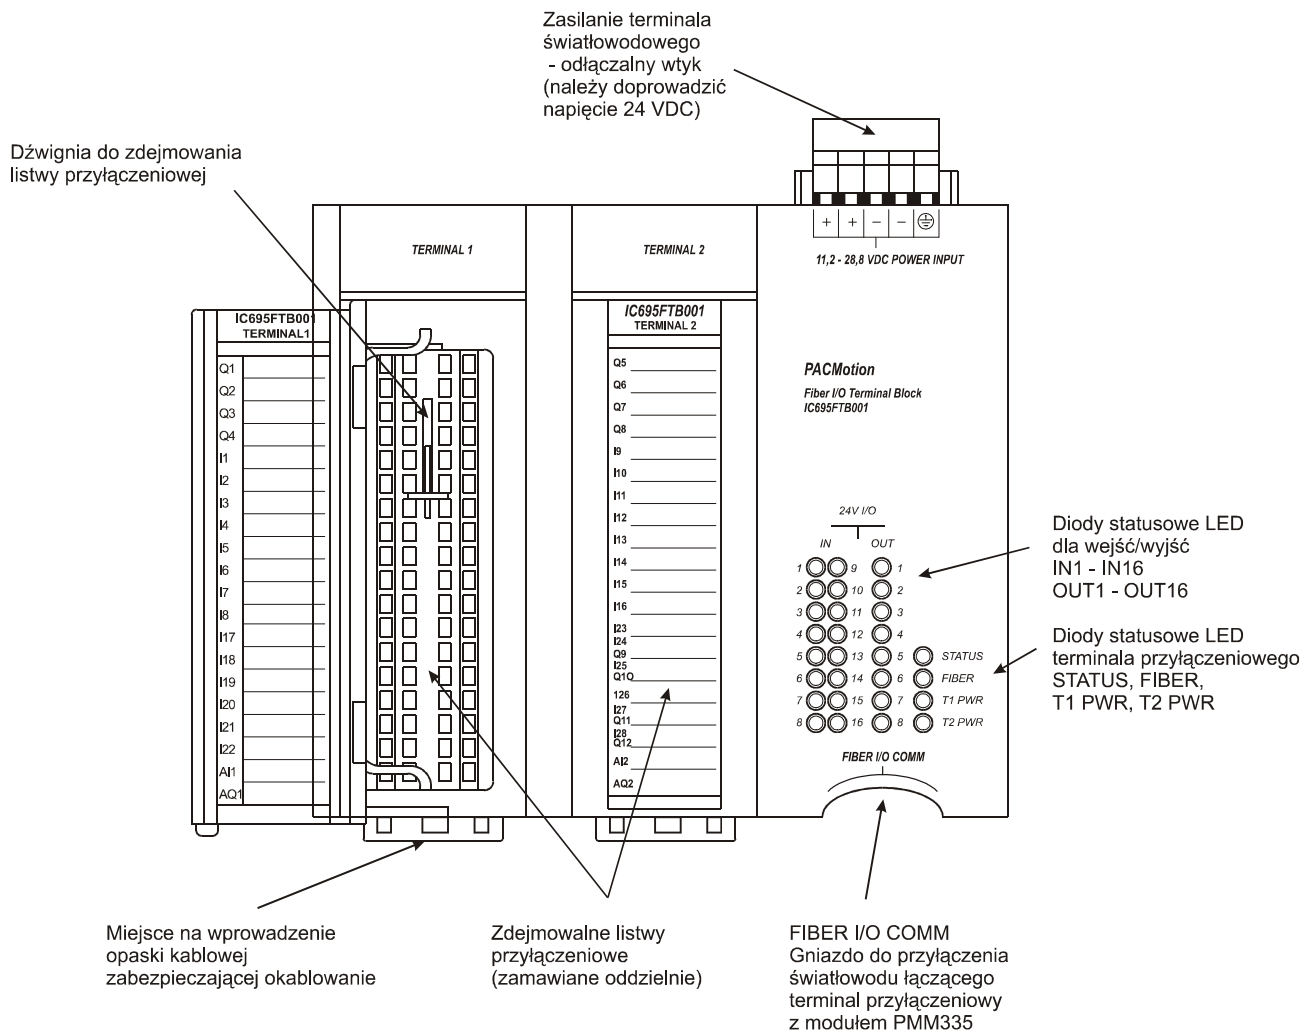 Zasilanie terminala
światłowodowego
- odłączalny wtyk
(należy doprowadzić
napięcie 24 VDC)
Dźwignia do zdejmowania
listwy przyłączeniowej
+ + - -
11,2 - 28,8 VDC POWER INPUT
TERMINAL 1
TERMINAL 2
IC695FTB001
TERMINAL1
Q1
Q2
Q3
Q4
I1
I2
I3
I4
I5
I6
I7
I8
I17
I18
I19
I20
I21
I22
AI1
AQ1
IC695FTB001
TERMINAL 2
Q5
Q6
Q7
Q8
I9
I10
I11
I12
I13
I14
I15
I16
I23
I24
Q9
I25
Q10
126
I27
Q11
I28
Q12
AI2
AQ2
PACMotion
Fiber I/O Terminal Block
IC695FTB001
24V I/O
IN OUT
1 9 1
2 10 2
3 11 3
4 12 4
5 13 5 STATUS
6 14 6 FIBER
7 15 7 T1 PWR
8 16 8 T2 PWR
FIBER I/O COMM
Diody statusowe LED
dla wejść/wyjść
IN1 - IN16
OUT1 - OUT16
Diody statusowe LED
terminala przyłączeniowego
STATUS, FIBER,
T1 PWR, T2 PWR
Miejsce na wprowadzenie
opaski kablowej
zabezpieczającej okablowanie
Zdejmowalne listwy
przyłączeniowe
(zamawiane oddzielnie)
FIBER I/O COMM
Gniazdo do przyłączenia
światłowodu łączącego
terminal przyłączeniowy
z modułem PMM335